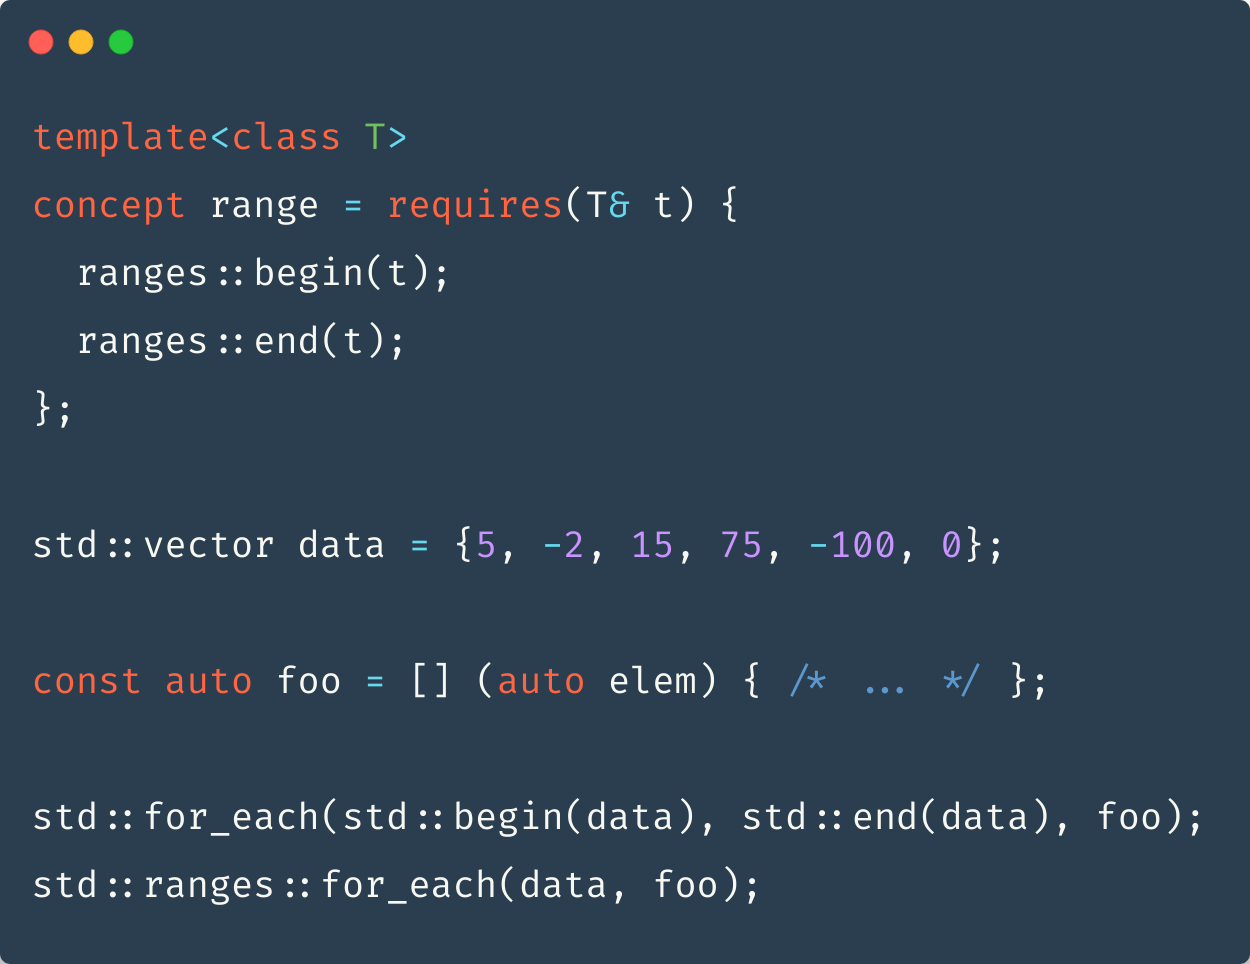 template<class T>
concept range = requires(T& t) {
  ranges::begin(t);
  ranges::end(t);
};
std::vector data = {5, -2, 15, 75, -100, 0};
const auto foo = [] (auto elem) { /* ... */ };
std::for_each(std::begin(data), std::end(data), foo);
std::ranges::for_each(data, foo);